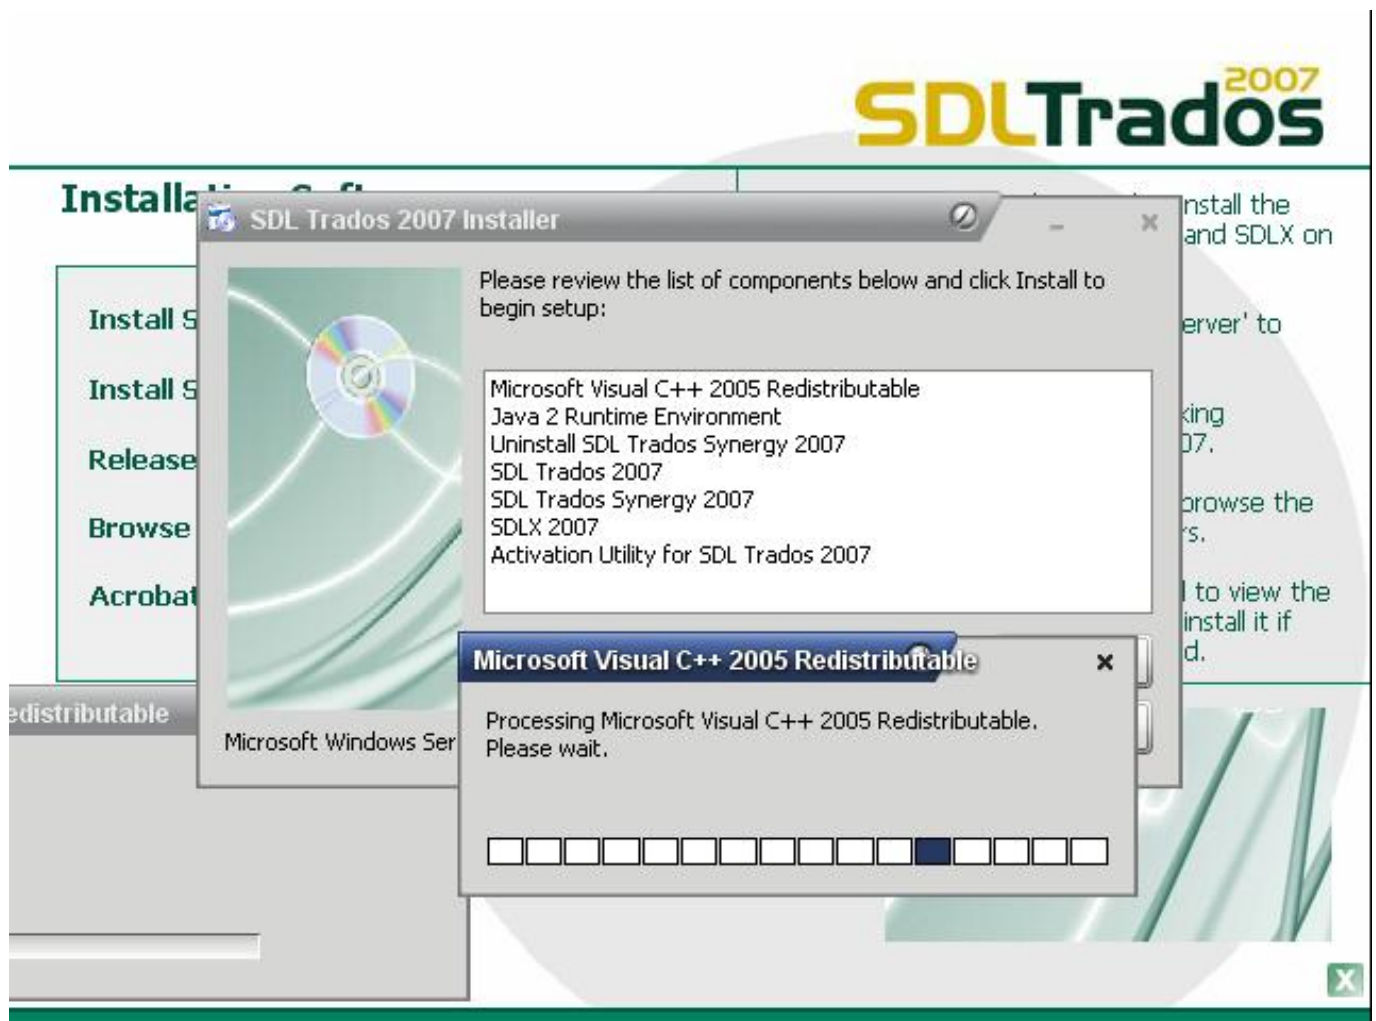 SDLTrados 2007
Installa
SDL Trados 2007 Installer
Please review the list of components below and click Install to
begin setup:
Microsoft Visual C++ 2005 Redistributable
Java 2 Runtime Environment
Uninstall SDL Trados Synergy 2007
SDL Trados 2007
SDL Trados Synergy 2007
SDLX 2007
Activation Utility for SDL Trados 2007
Microsoft Windows Ser
Install S
Install S
Release
Browse
Acrobat
nstall the
and SDLX on
erver' to
king
07.
browse the
rs.
l to view the
install it if
d.
edistributable
Microsoft Visual C++ 2005 Redistributable
Processing Microsoft Visual C++ 2005 Redistributable.
Please wait.